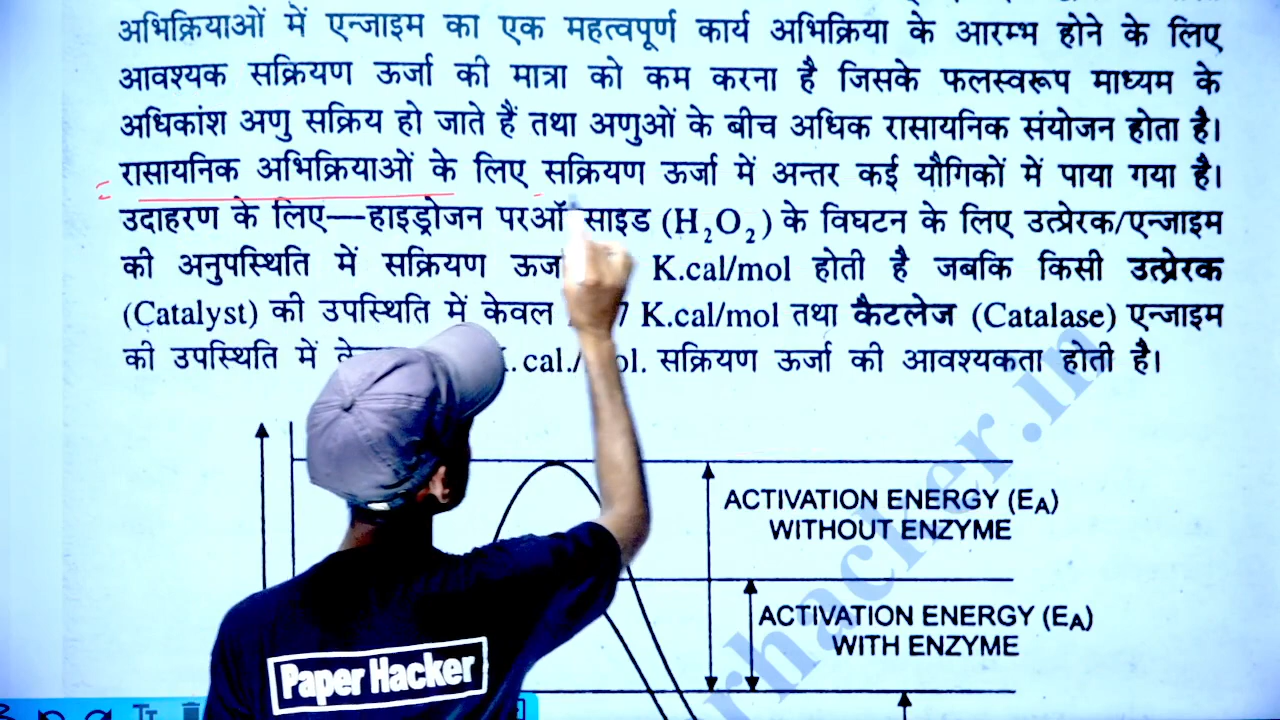 अभिक्रियाओं में एन्जाइम का एक महत्वपूर्ण कार्य अभिक्रिया के आरम्भ होने के लिए
आवश्यक सक्रियण ऊर्जा की मात्रा को कम करना है जिसके फलस्वरूप माध्यम के
अधिकांश अणु सक्रिय हो जाते हैं तथा अणुओं के बीच अधिक रासायनिक संयोजन होता है।
रासायनिक अभिक्रियाओं के लिए सक्रियण ऊर्जा में अन्तर कई यौगिकों में पाया गया है।
उदाहरण के लिए—हाइड्रोजन (H₂O₂) के विघटन के लिए उत्प्रेरक/एन्जाइम
की अनुपस्थिति में सक्रियण K.cal/mol होती है जबकि किसी उत्प्रेरक
(Catalyst) की उपस्थिति में केवल K.cal/mol तथा कैटलेज (Catalase) एन्जाइम
की उपस्थिति में सक्रियण ऊर्जा की आवश्यकता होती है।
ACTIVATION ENERGY (EA)
WITHOUT ENZYME
ACTIVATION ENERGY (EA)
WITH ENZYME
Paper Hacker